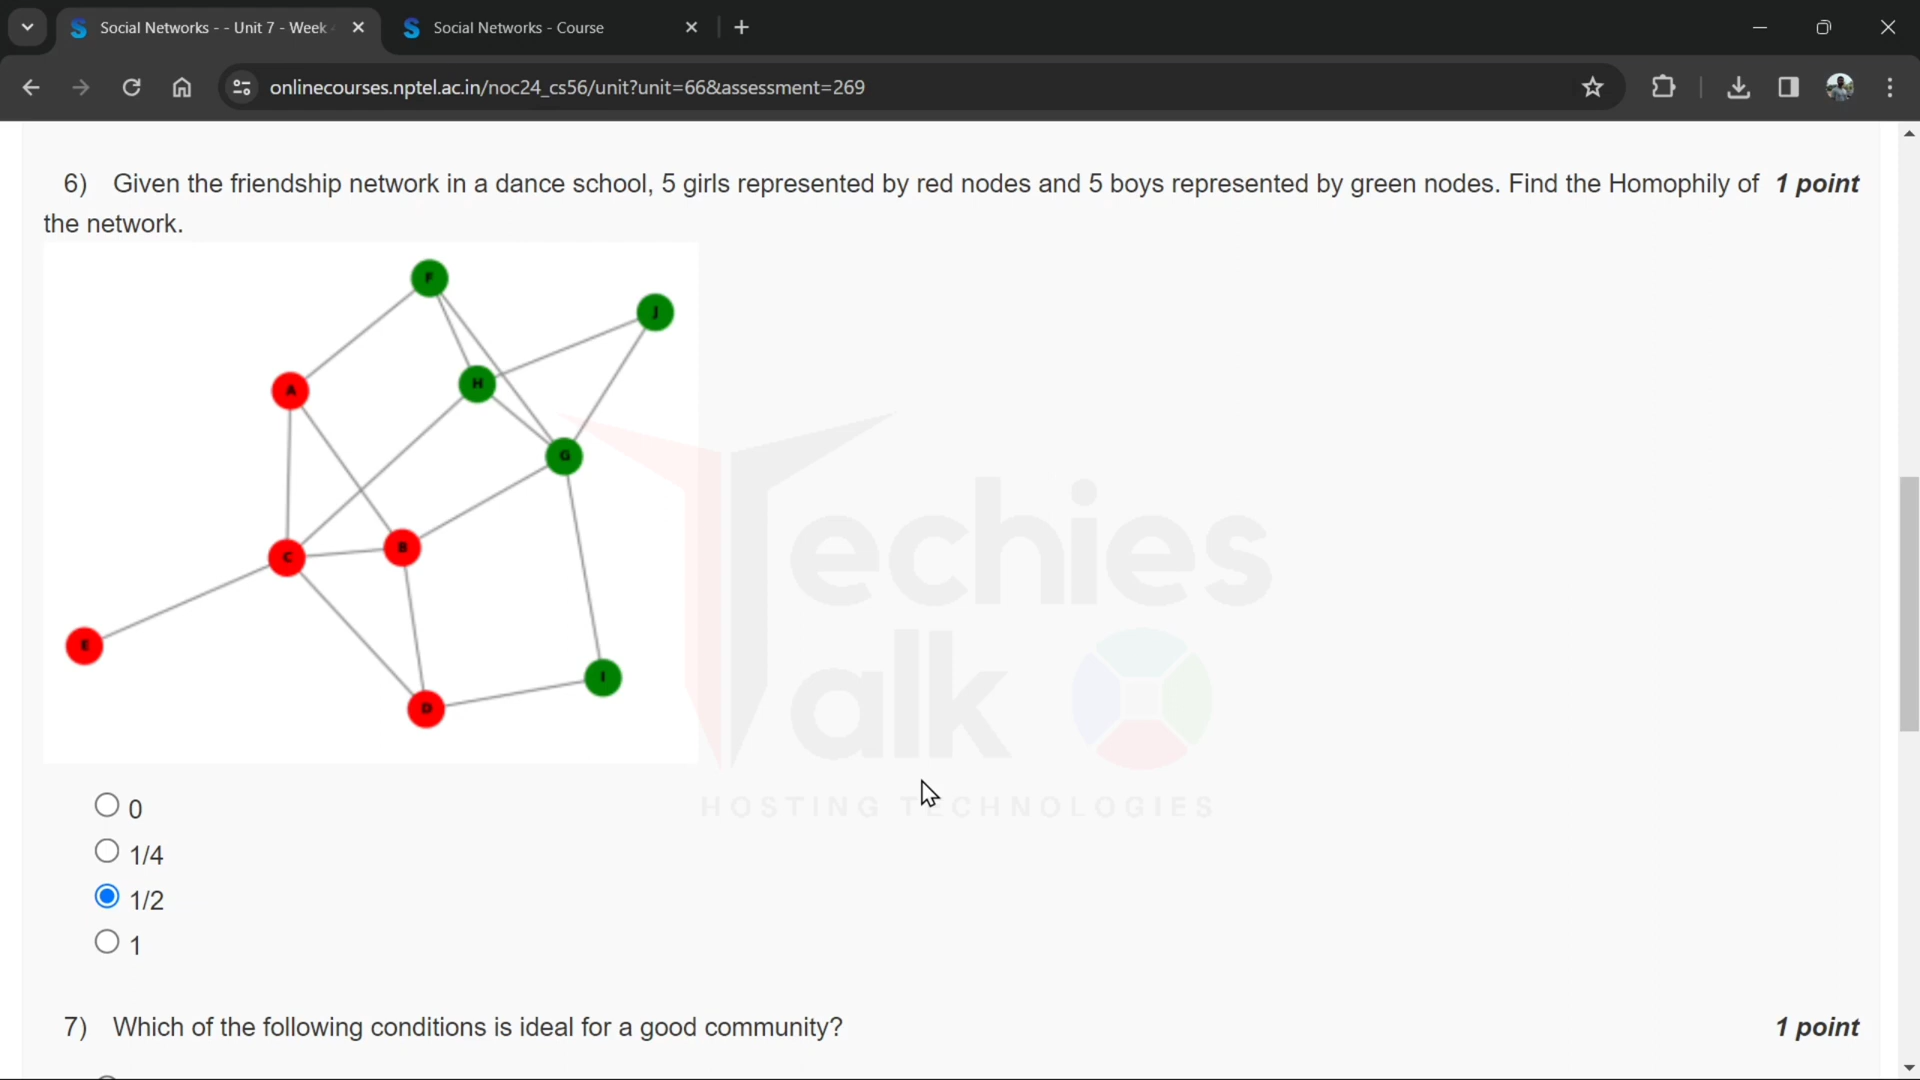 Social Networks - - Unit 7 - Week
Social Networks - Course
onlinecourses.nptel.ac.in/noc24_cs56/unit?unit=66&assessment=269
6) Given the friendship network in a dance school, 5 girls represented by red nodes and 5 boys represented by green nodes. Find the Homophily of 1 point
the network.
F
J
A
H
G
B
C
E
I
D
Techies
Talk
HOSTING TECHNOLOGIES
0
1/4
1/2
1
7) Which of the following conditions is ideal for a good community? 1 point